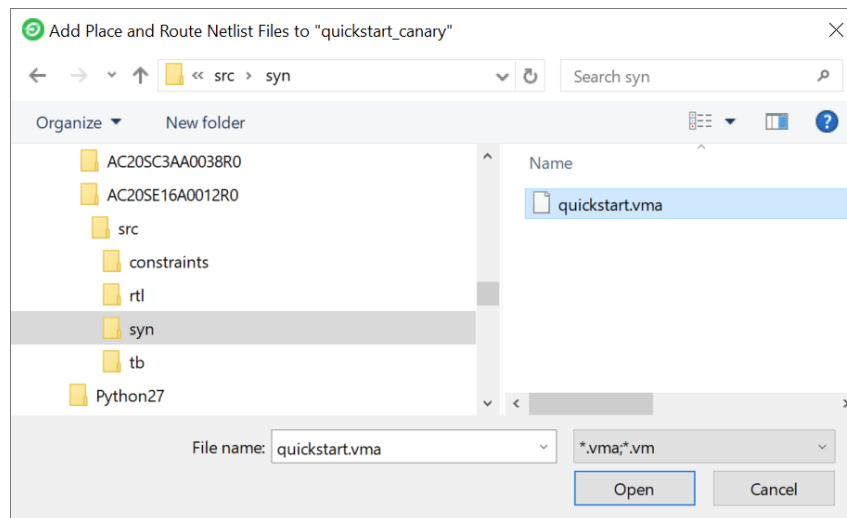 Add Place and Route Netlist Files to "quickstart_canary"
« src › syn
Search syn
Organize
New folder
AC20SC3AA0038R0
AC20SE16A0012R0
src
constraints
rtl
syn
tb
Python27
Name
quickstart.vma
File name: quickstart.vma
*.vma;*.vm
Open
Cancel